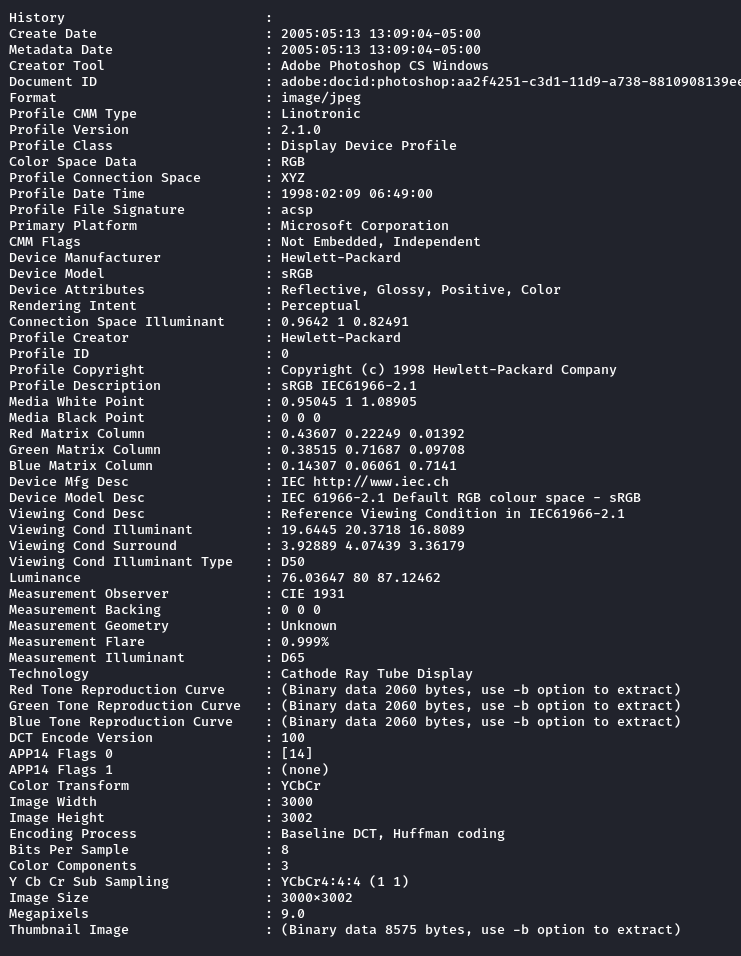 History                         :
Create Date                     : 2005:05:13 13:09:04-05:00
Metadata Date                   : 2005:05:13 13:09:04-05:00
Creator Tool                    : Adobe Photoshop CS Windows
Document ID                     : adobe:docid:photoshop:aa2f4251-c3d1-11d9-a738-8810908139ee
Format                          : image/jpeg
Profile CMM Type                : Linotronic
Profile Version                 : 2.1.0
Profile Class                   : Display Device Profile
Color Space Data                : RGB
Profile Connection Space        : XYZ
Profile Date Time               : 1998:02:09 06:49:00
Profile File Signature          : acsp
Primary Platform                : Microsoft Corporation
CMM Flags                       : Not Embedded, Independent
Device Manufacturer             : Hewlett-Packard
Device Model                    : sRGB
Device Attributes               : Reflective, Glossy, Positive, Color
Rendering Intent                : Perceptual
Connection Space Illuminant     : 0.9642 1 0.82491
Profile Creator                 : Hewlett-Packard
Profile ID                      : 0
Profile Copyright               : Copyright (c) 1998 Hewlett-Packard Company
Profile Description             : sRGB IEC61966-2.1
Media White Point               : 0.95045 1 1.08905
Media Black Point               : 0 0 0
Red Matrix Column               : 0.43607 0.22249 0.01392
Green Matrix Column             : 0.38515 0.71687 0.09708
Blue Matrix Column              : 0.14307 0.06061 0.7141
Device Mfg Desc                 : IEC http://www.iec.ch
Device Model Desc               : IEC 61966-2.1 Default RGB colour space - sRGB
Viewing Cond Desc               : Reference Viewing Condition in IEC61966-2.1
Viewing Cond Illuminant         : 19.6445 20.3718 16.8089
Viewing Cond Surround           : 3.92889 4.07439 3.36179
Viewing Cond Illuminant Type    : D50
Luminance                       : 76.03647 80 87.12462
Measurement Observer            : CIE 1931
Measurement Backing             : 0 0 0
Measurement Geometry            : Unknown
Measurement Flare               : 0.999%
Measurement Illuminant          : D65
Technology                      : Cathode Ray Tube Display
Red Tone Reproduction Curve     : (Binary data 2060 bytes, use -b option to extract)
Green Tone Reproduction Curve   : (Binary data 2060 bytes, use -b option to extract)
Blue Tone Reproduction Curve    : (Binary data 2060 bytes, use -b option to extract)
DCT Encode Version              : 100
APP14 Flags 0                   : [14]
APP14 Flags 1                   : (none)
Color Transform                 : YCbCr
Image Width                     : 3000
Image Height                    : 3002
Encoding Process                : Baseline DCT, Huffman coding
Bits Per Sample                 : 8
Color Components                : 3
Y Cb Cr Sub Sampling            : YCbCr4:4:4 (1 1)
Image Size                      : 3000×3002
Megapixels                      : 9.0
Thumbnail Image                 : (Binary data 8575 bytes, use -b option to extract)